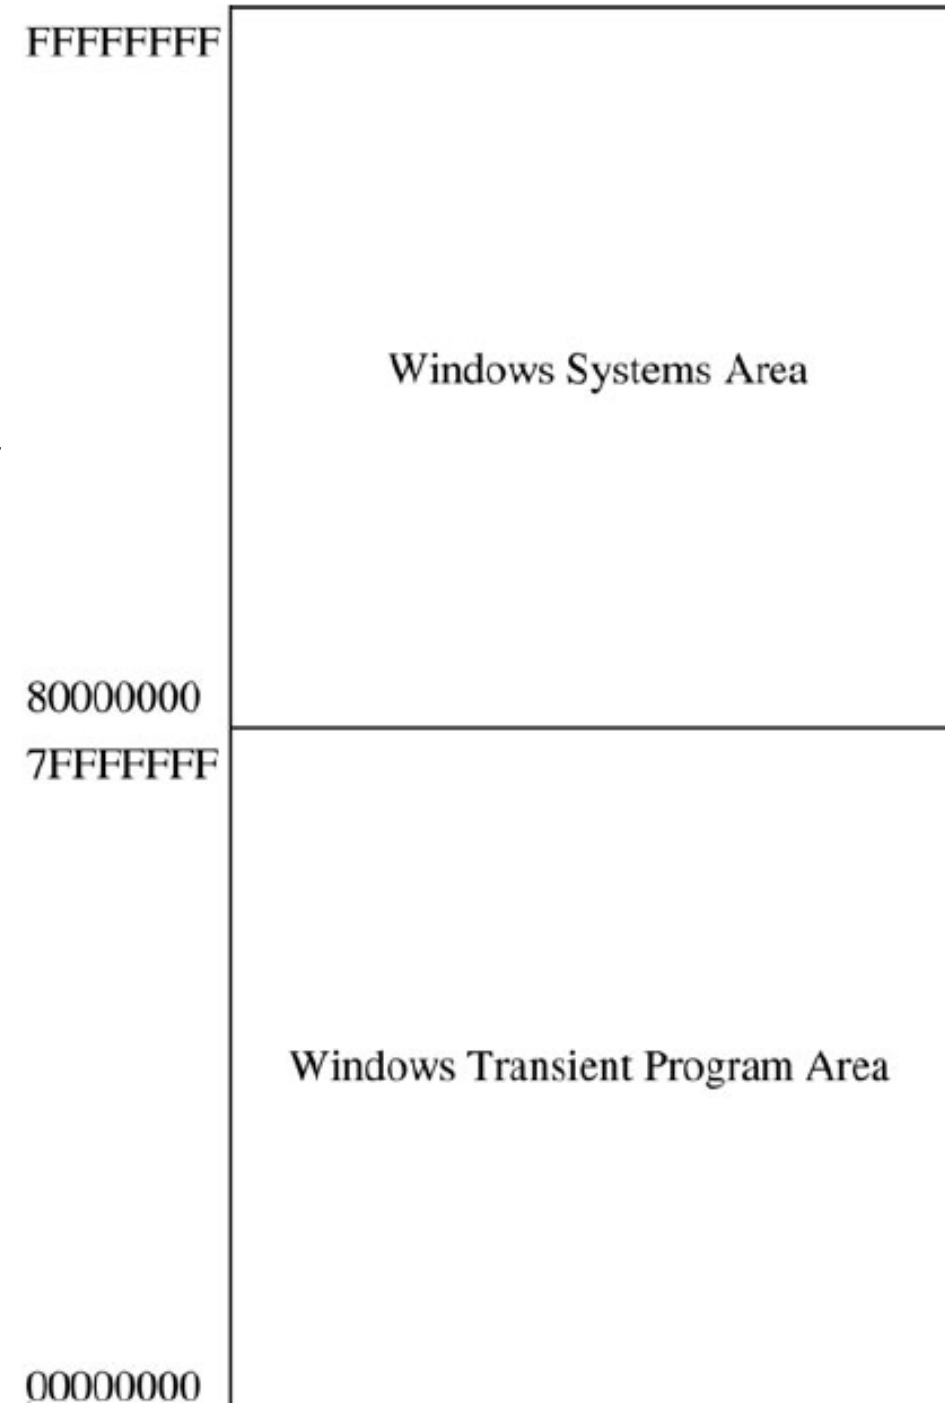 FFFFFFFF
Windows Systems Area
80000000
7FFFFFFF
Windows Transient Program Area
00000000